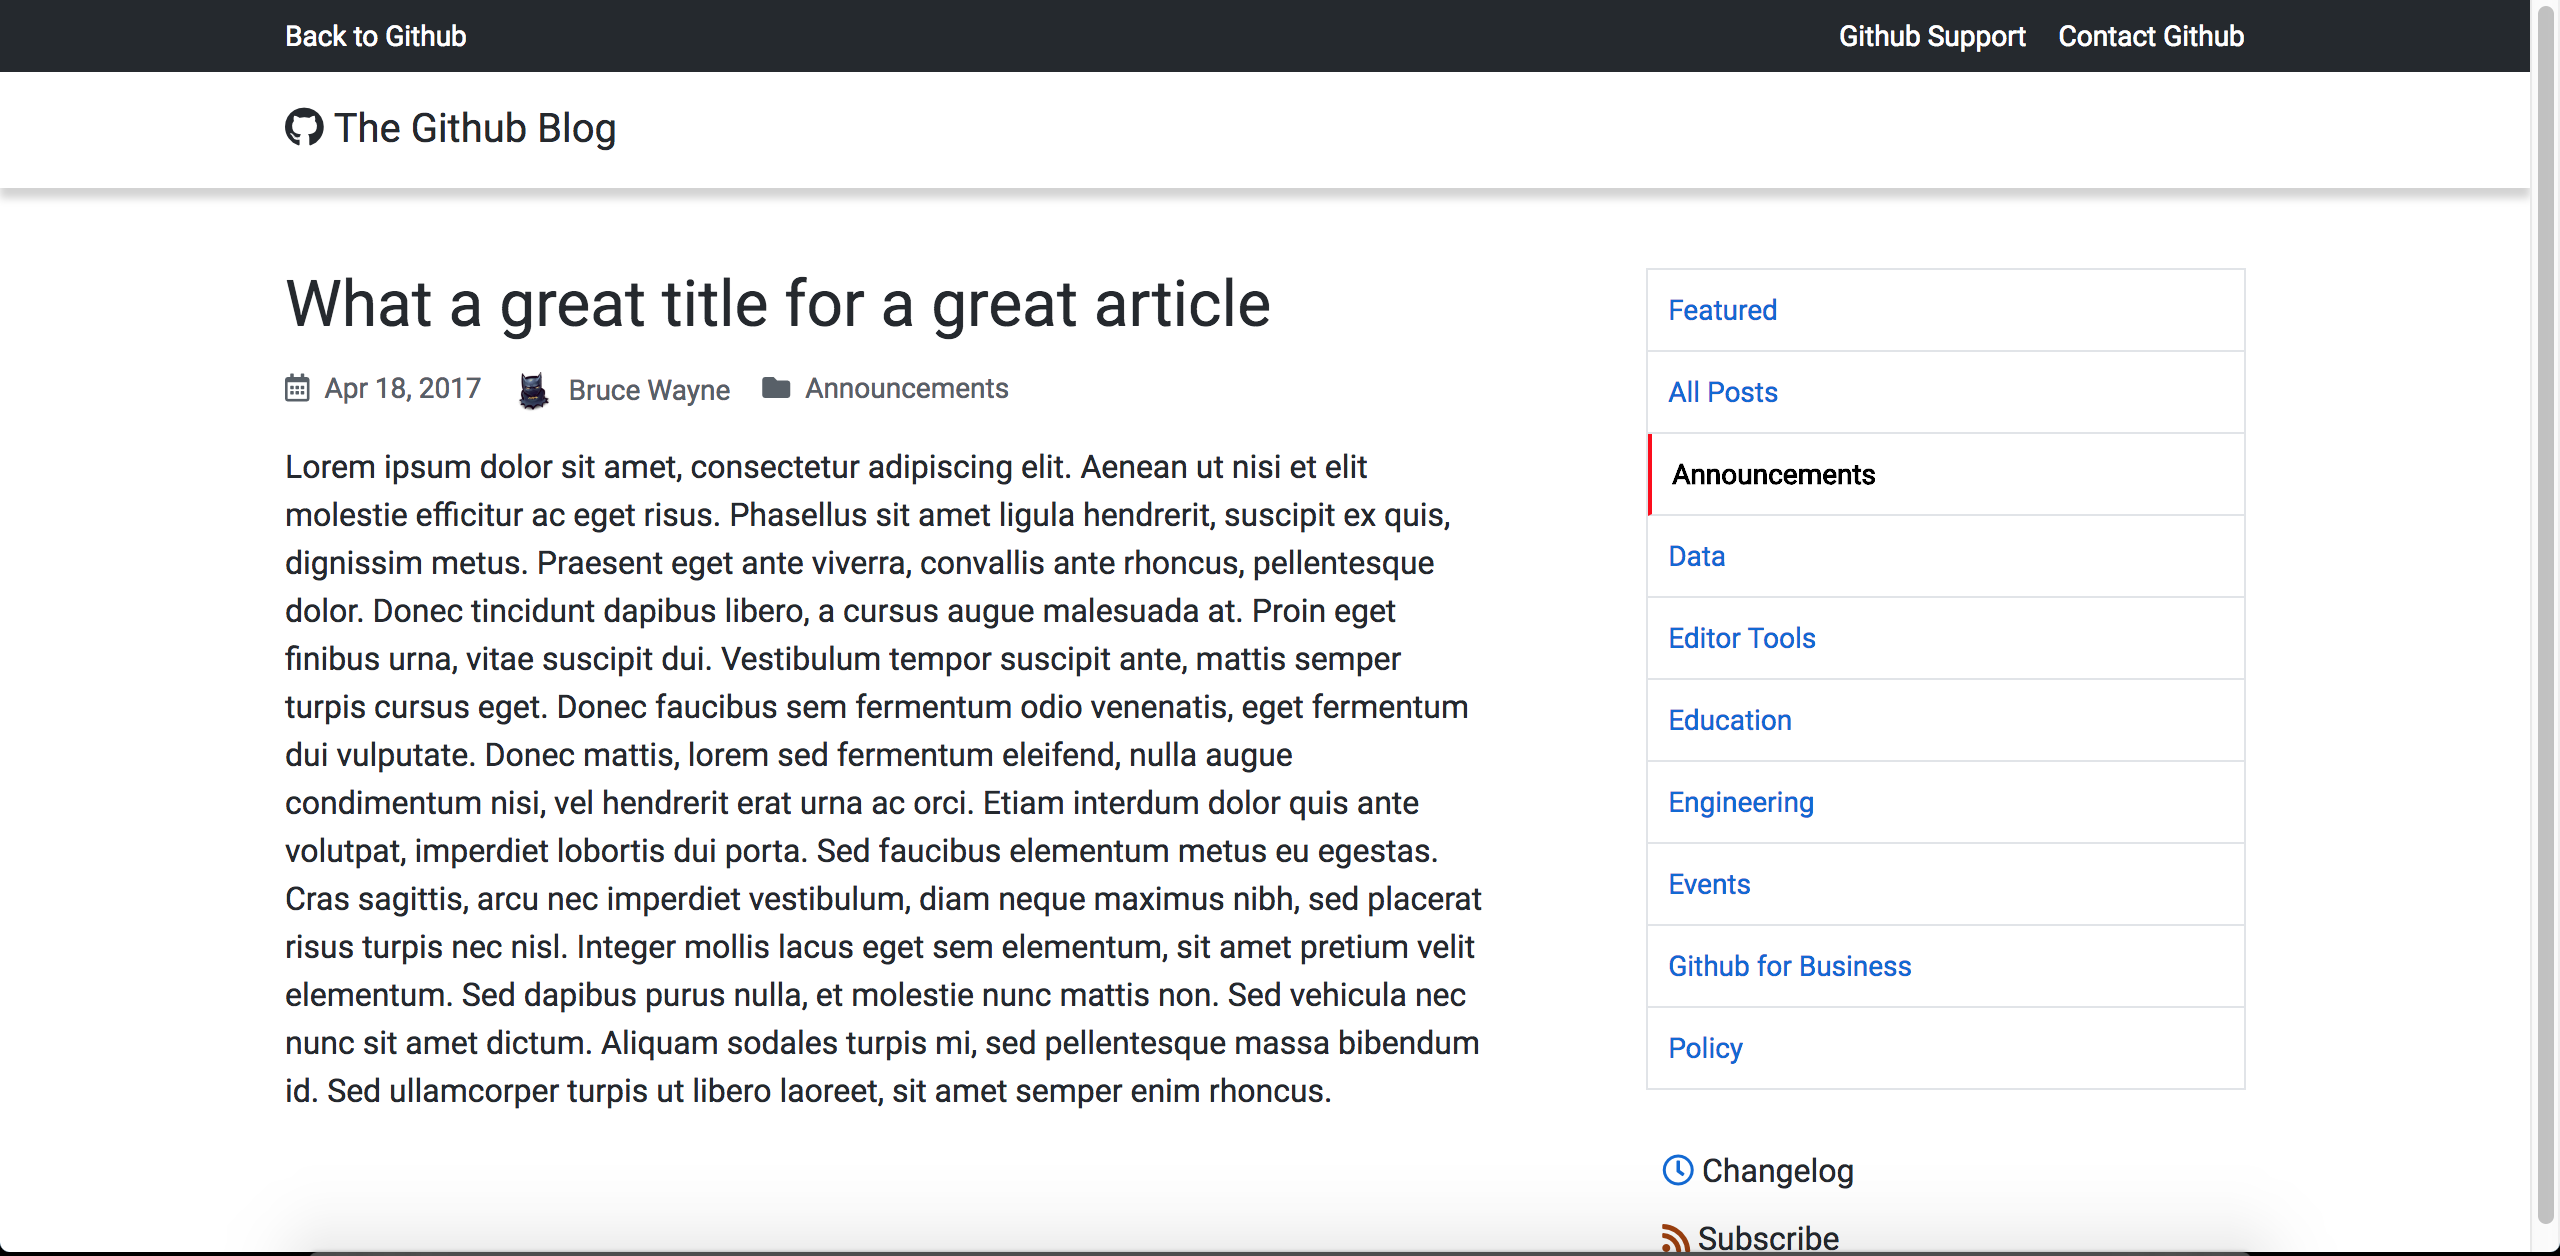 Back to Github
Github Support
Contact Github
The Github Blog
What a great title for a great article
Apr 18, 2017
Bruce Wayne
Announcements
Lorem ipsum dolor sit amet, consectetur adipiscing elit. Aenean ut nisi et elit
molestie efficitur ac eget risus. Phasellus sit amet ligula hendrerit, suscipit ex quis,
dignissim metus. Praesent eget ante viverra, convallis ante rhoncus, pellentesque
dolor. Donec tincidunt dapibus libero, a cursus augue malesuada at. Proin eget
finibus urna, vitae suscipit dui. Vestibulum tempor suscipit ante, mattis semper
turpis cursus eget. Donec faucibus sem fermentum odio venenatis, eget fermentum
dui vulputate. Donec mattis, lorem sed fermentum eleifend, nulla augue
condimentum nisi, vel hendrerit erat urna ac orci. Etiam interdum dolor quis ante
volutpat, imperdiet lobortis dui porta. Sed faucibus elementum metus eu egestas.
Cras sagittis, arcu nec imperdiet vestibulum, diam neque maximus nibh, sed placerat
risus turpis nec nisl. Integer mollis lacus eget sem elementum, sit amet pretium velit
elementum. Sed dapibus purus nulla, et molestie nunc mattis non. Sed vehicula nec
nunc sit amet dictum. Aliquam sodales turpis mi, sed pellentesque massa bibendum
id. Sed ullamcorper turpis ut libero laoreet, sit amet semper enim rhoncus.
Featured
All Posts
Announcements
Data
Editor Tools
Education
Engineering
Events
Github for Business
Policy
Changelog
Subscribe